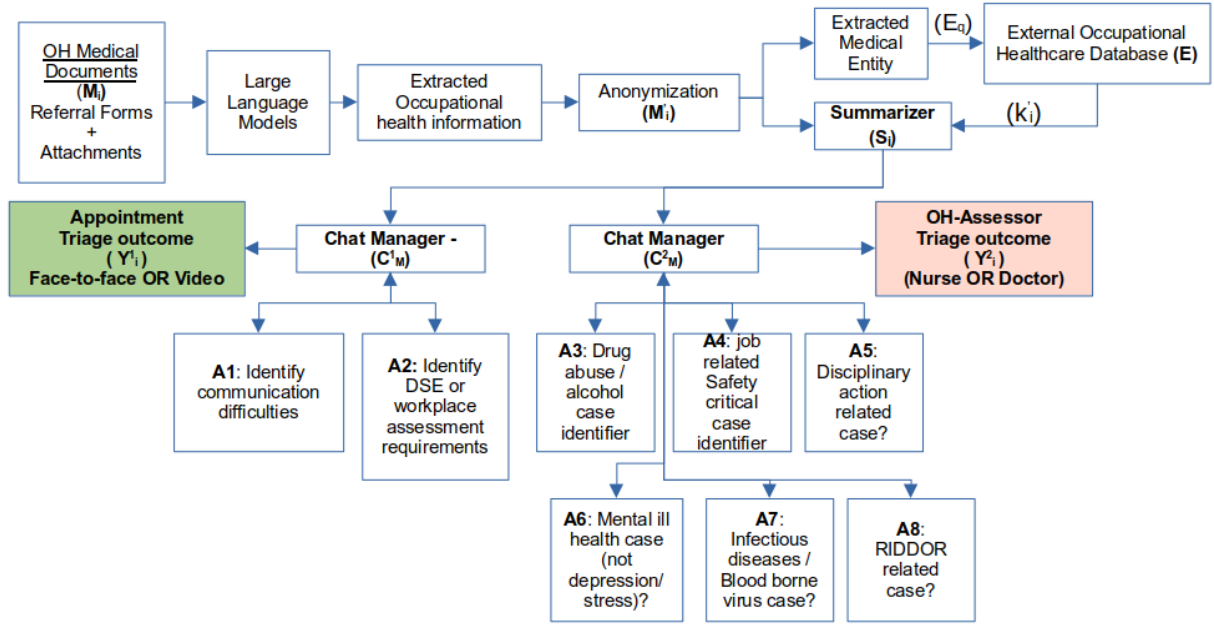 OH Medical
Documents
(Mᵢ)
Referral Forms
+
Attachments
Large
Language
Models
Extracted
Occupational
health information
Anonymization
(M'ᵢ)
Extracted
Medical
Entity
(E_q)
External Occupational
Healthcare Database (E)
Summarizer
(Sᵢ)
(k'ᵢ)
Appointment
Triage outcome
( Y¹ᵢ )
Face-to-face OR Video
Chat Manager -
(C¹_M)
Chat Manager
(C²_M)
OH-Assessor
Triage outcome
( Y²ᵢ )
(Nurse OR Doctor)
A1: Identify
communication
difficulties
A2: Identify
DSE or
workplace
assessment
requirements
A3: Drug
abuse /
alcohol
case
identifier
A4: job
related
Safety
critical
case
identifier
A5:
Disciplinary
action
related
case?
A6: Mental ill
health case
(not
depression/
stress)?
A7:
Infectious
diseases /
Blood borne
virus case?
A8:
RIDDOR
related
case?